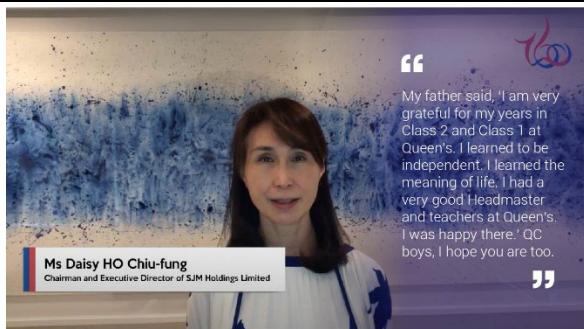 “
My father said, ‘I am very
grateful for my years in
Class 2 and Class 1 at
Queen’s. I learned to be
independent. I learned the
meaning of life. I had a
very good Headmaster
and teachers at Queen’s.
I was happy there.’ QC
boys, I hope you are too.
”
Ms Daisy HO Chiu-fung
Chairman and Executive Director of SJM Holdings Limited